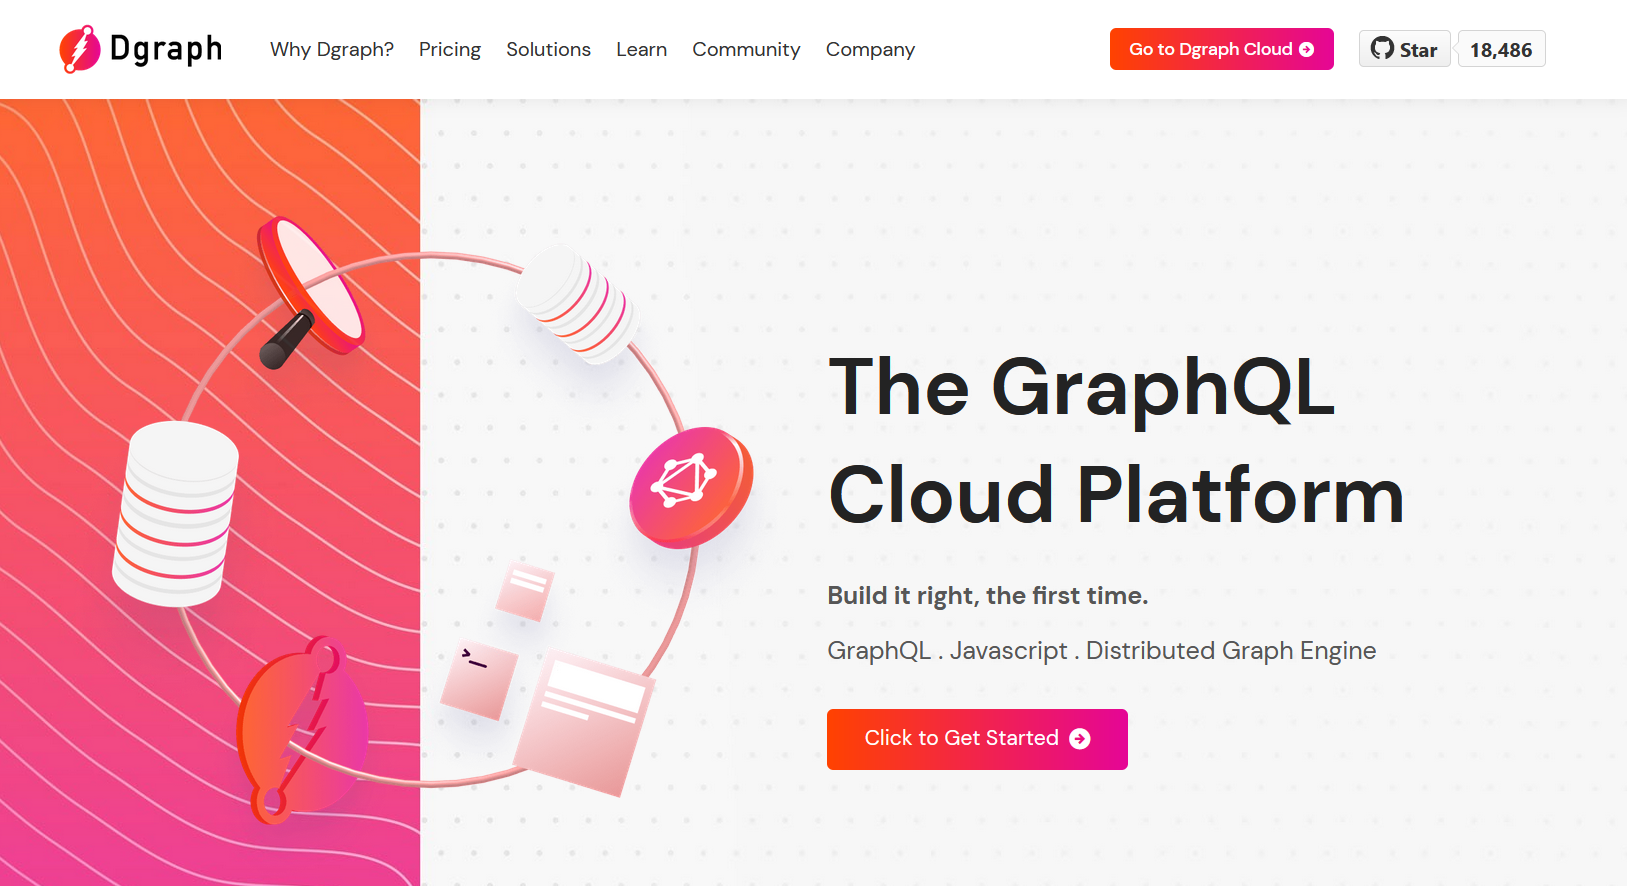 Dgraph
Why Dgraph? Pricing Solutions Learn Community Company
Go to Dgraph Cloud
Star 18,486
The GraphQL
Cloud Platform
Build it right, the first time.
GraphQL . Javascript . Distributed Graph Engine
Click to Get Started
>_